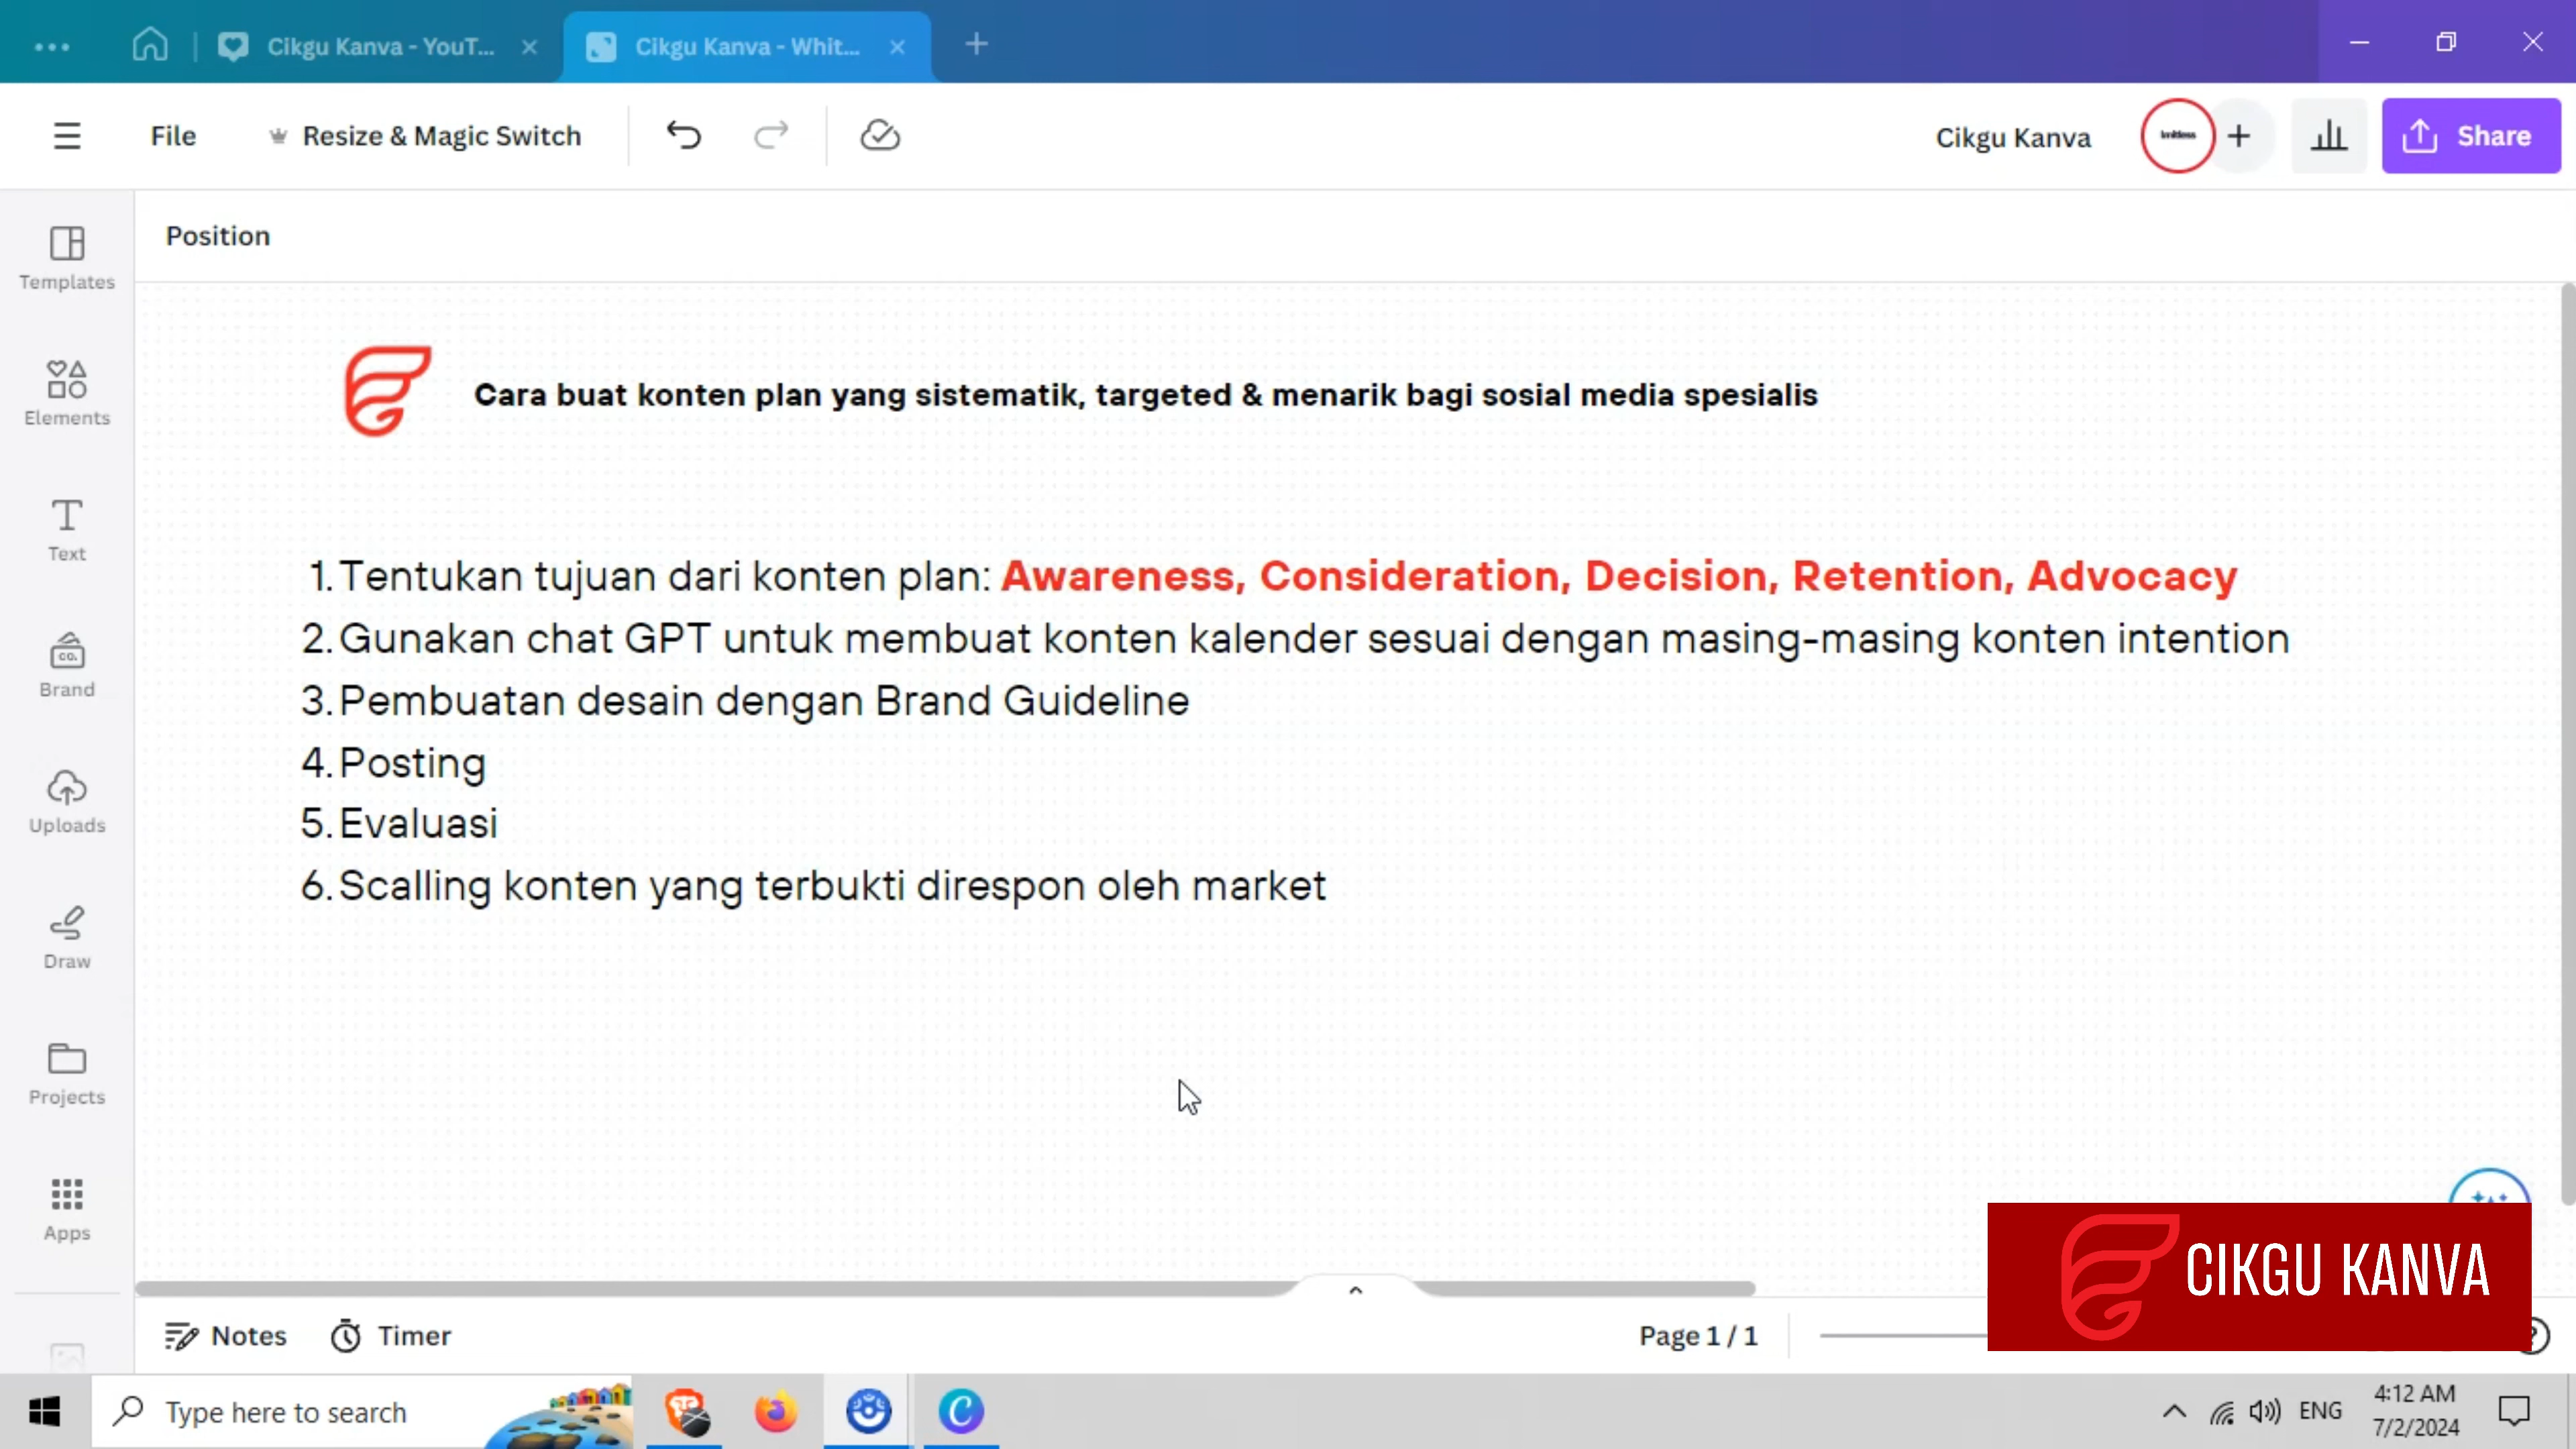 Cikgu Kanva - YouT...
Cikgu Kanva - Whit...
File
Resize & Magic Switch
Cikgu Kanva
limitless
Share
Position
Templates
Elements
Text
CO.
Brand
Uploads
Draw
Projects
Apps
Cara buat konten plan yang sistematik, targeted & menarik bagi sosial media spesialis
1. Tentukan tujuan dari konten plan: Awareness, Consideration, Decision, Retention, Advocacy
2. Gunakan chat GPT untuk membuat konten kalender sesuai dengan masing-masing konten intention
3. Pembuatan desain dengan Brand Guideline
4. Posting
5. Evaluasi
6. Scalling konten yang terbukti direspon oleh market
CIKGU KANVA
Notes
Timer
Page 1 / 1
Type here to search
ENG
4:12 AM
7/2/2024